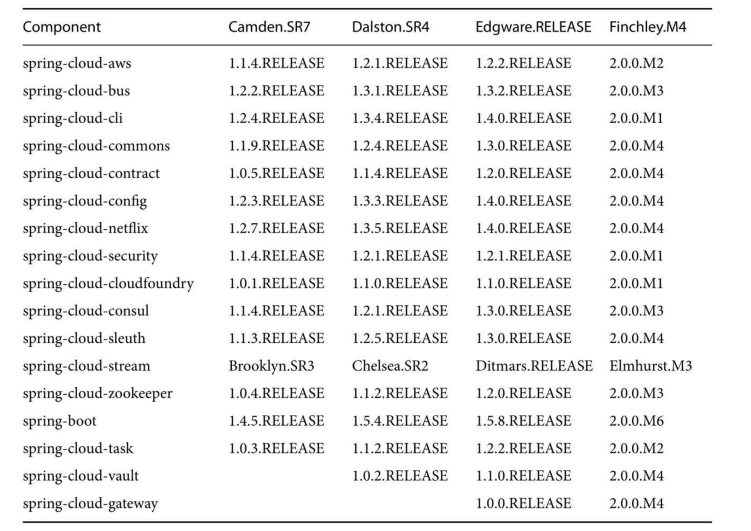 Component Camden.SR7 Dalston.SR4 Edgware.RELEASE Finchley.M4
spring-cloud-aws 1.1.4.RELEASE 1.2.1.RELEASE 1.2.2.RELEASE 2.0.0.M2
spring-cloud-bus 1.2.2.RELEASE 1.3.1.RELEASE 1.3.2.RELEASE 2.0.0.M3
spring-cloud-cli 1.2.4.RELEASE 1.3.4.RELEASE 1.4.0.RELEASE 2.0.0.M1
spring-cloud-commons 1.1.9.RELEASE 1.2.4.RELEASE 1.3.0.RELEASE 2.0.0.M4
spring-cloud-contract 1.0.5.RELEASE 1.1.4.RELEASE 1.2.0.RELEASE 2.0.0.M4
spring-cloud-config 1.2.3.RELEASE 1.3.3.RELEASE 1.4.0.RELEASE 2.0.0.M4
spring-cloud-netflix 1.2.7.RELEASE 1.3.5.RELEASE 1.4.0.RELEASE 2.0.0.M4
spring-cloud-security 1.1.4.RELEASE 1.2.1.RELEASE 1.2.1.RELEASE 2.0.0.M1
spring-cloud-cloudfoundry 1.0.1.RELEASE 1.1.0.RELEASE 1.1.0.RELEASE 2.0.0.M1
spring-cloud-consul 1.1.4.RELEASE 1.2.1.RELEASE 1.3.0.RELEASE 2.0.0.M3
spring-cloud-sleuth 1.1.3.RELEASE 1.2.5.RELEASE 1.3.0.RELEASE 2.0.0.M4
spring-cloud-stream Brooklyn.SR3 Chelsea.SR2 Ditmars.RELEASE Elmhurst.M3
spring-cloud-zookeeper 1.0.4.RELEASE 1.1.2.RELEASE 1.2.0.RELEASE 2.0.0.M3
spring-boot 1.4.5.RELEASE 1.5.4.RELEASE 1.5.8.RELEASE 2.0.0.M6
spring-cloud-task 1.0.3.RELEASE 1.1.2.RELEASE 1.2.2.RELEASE 2.0.0.M2
spring-cloud-vault 1.0.2.RELEASE 1.1.0.RELEASE 2.0.0.M4
spring-cloud-gateway 1.0.0.RELEASE 2.0.0.M4